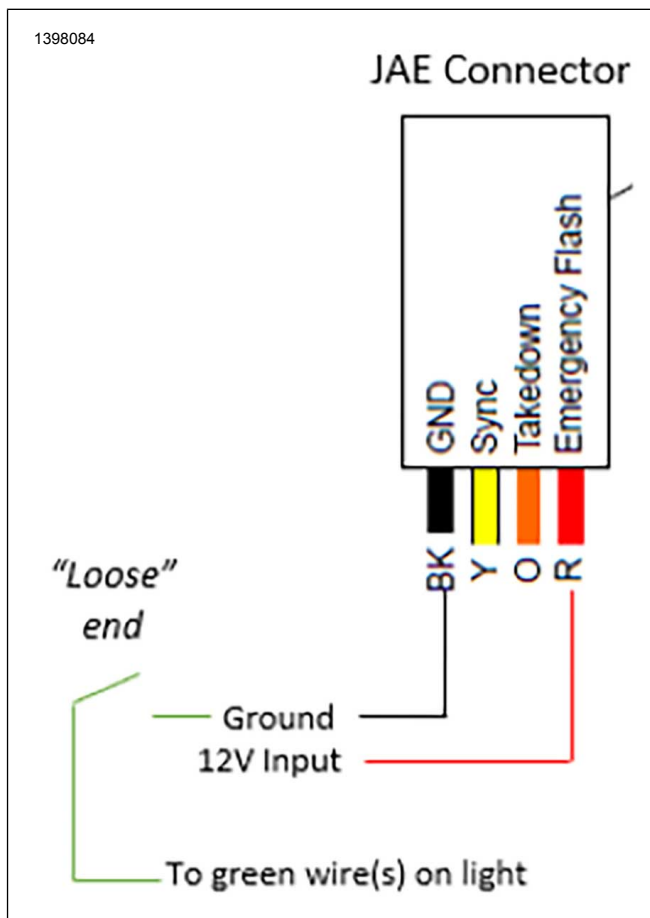 1398084
JAE Connector
GND
Sync
Takedown
Emergency Flash
BK
Y
O
R
“Loose”
end
Ground
12V Input
To green wire(s) on light